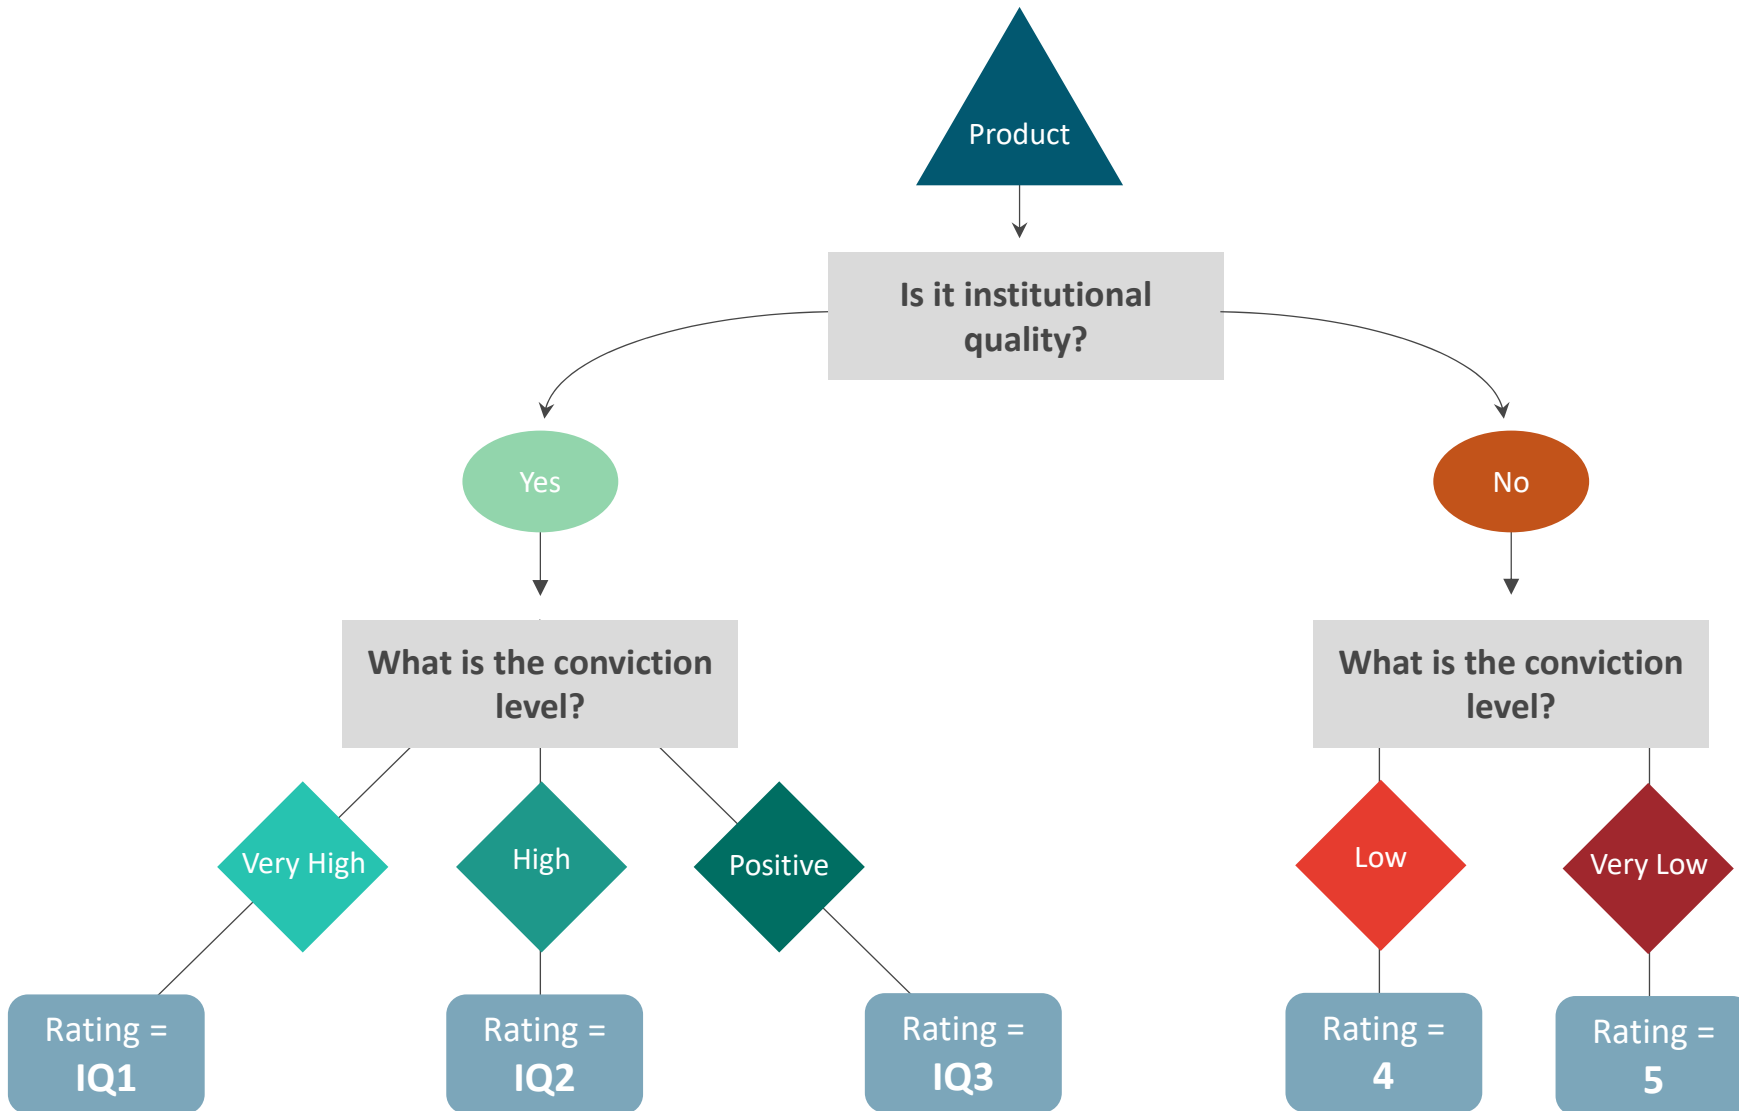 Product
Is it institutional
quality?
Yes
No
What is the conviction
level?
What is the conviction
level?
Very High
High
Positive
Low
Very Low
Rating =
IQ1
Rating =
IQ2
Rating =
IQ3
Rating =
4
Rating =
5